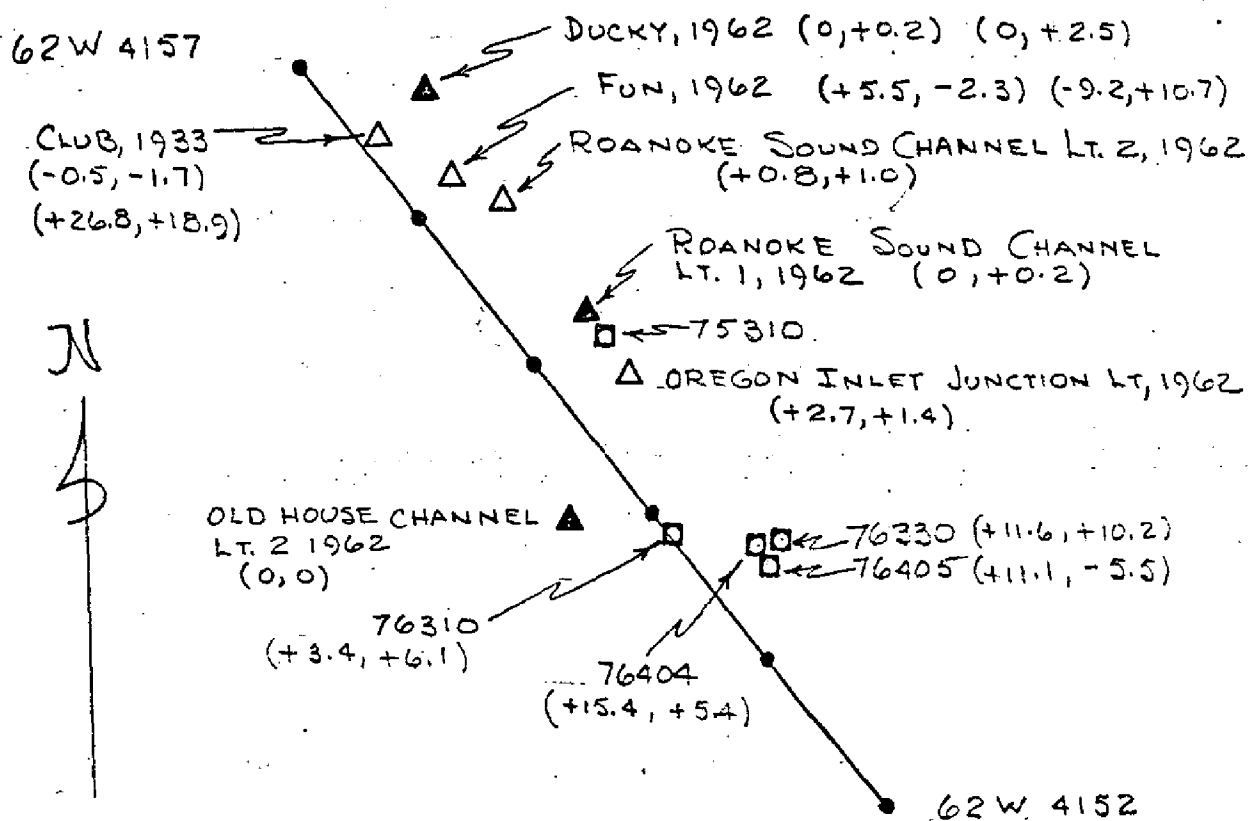 62W 4157
DUCKY, 1962 (0,+0.2) (0,+2.5)
FUN, 1962 (+5.5, -2.3) (-9.2,+10.7)
CLUB, 1933
(-0.5, -1.7)
(+26.8, +18.9)
ROANOKE SOUND CHANNEL LT. 2, 1962
(+0.8,+1.0)
ROANOKE SOUND CHANNEL
LT. 1, 1962 (0,+0.2)
75310
N
OREGON INLET JUNCTION LT, 1962
(+2.7, +1.4)
OLD HOUSE CHANNEL
LT. 2 1962
(0,0)
76330 (+11.6, +10.2)
76405 (+11.1, -5.5)
76310
(+3.4, +6.1)
76404
(+15.4, +5.4)
62W 4152